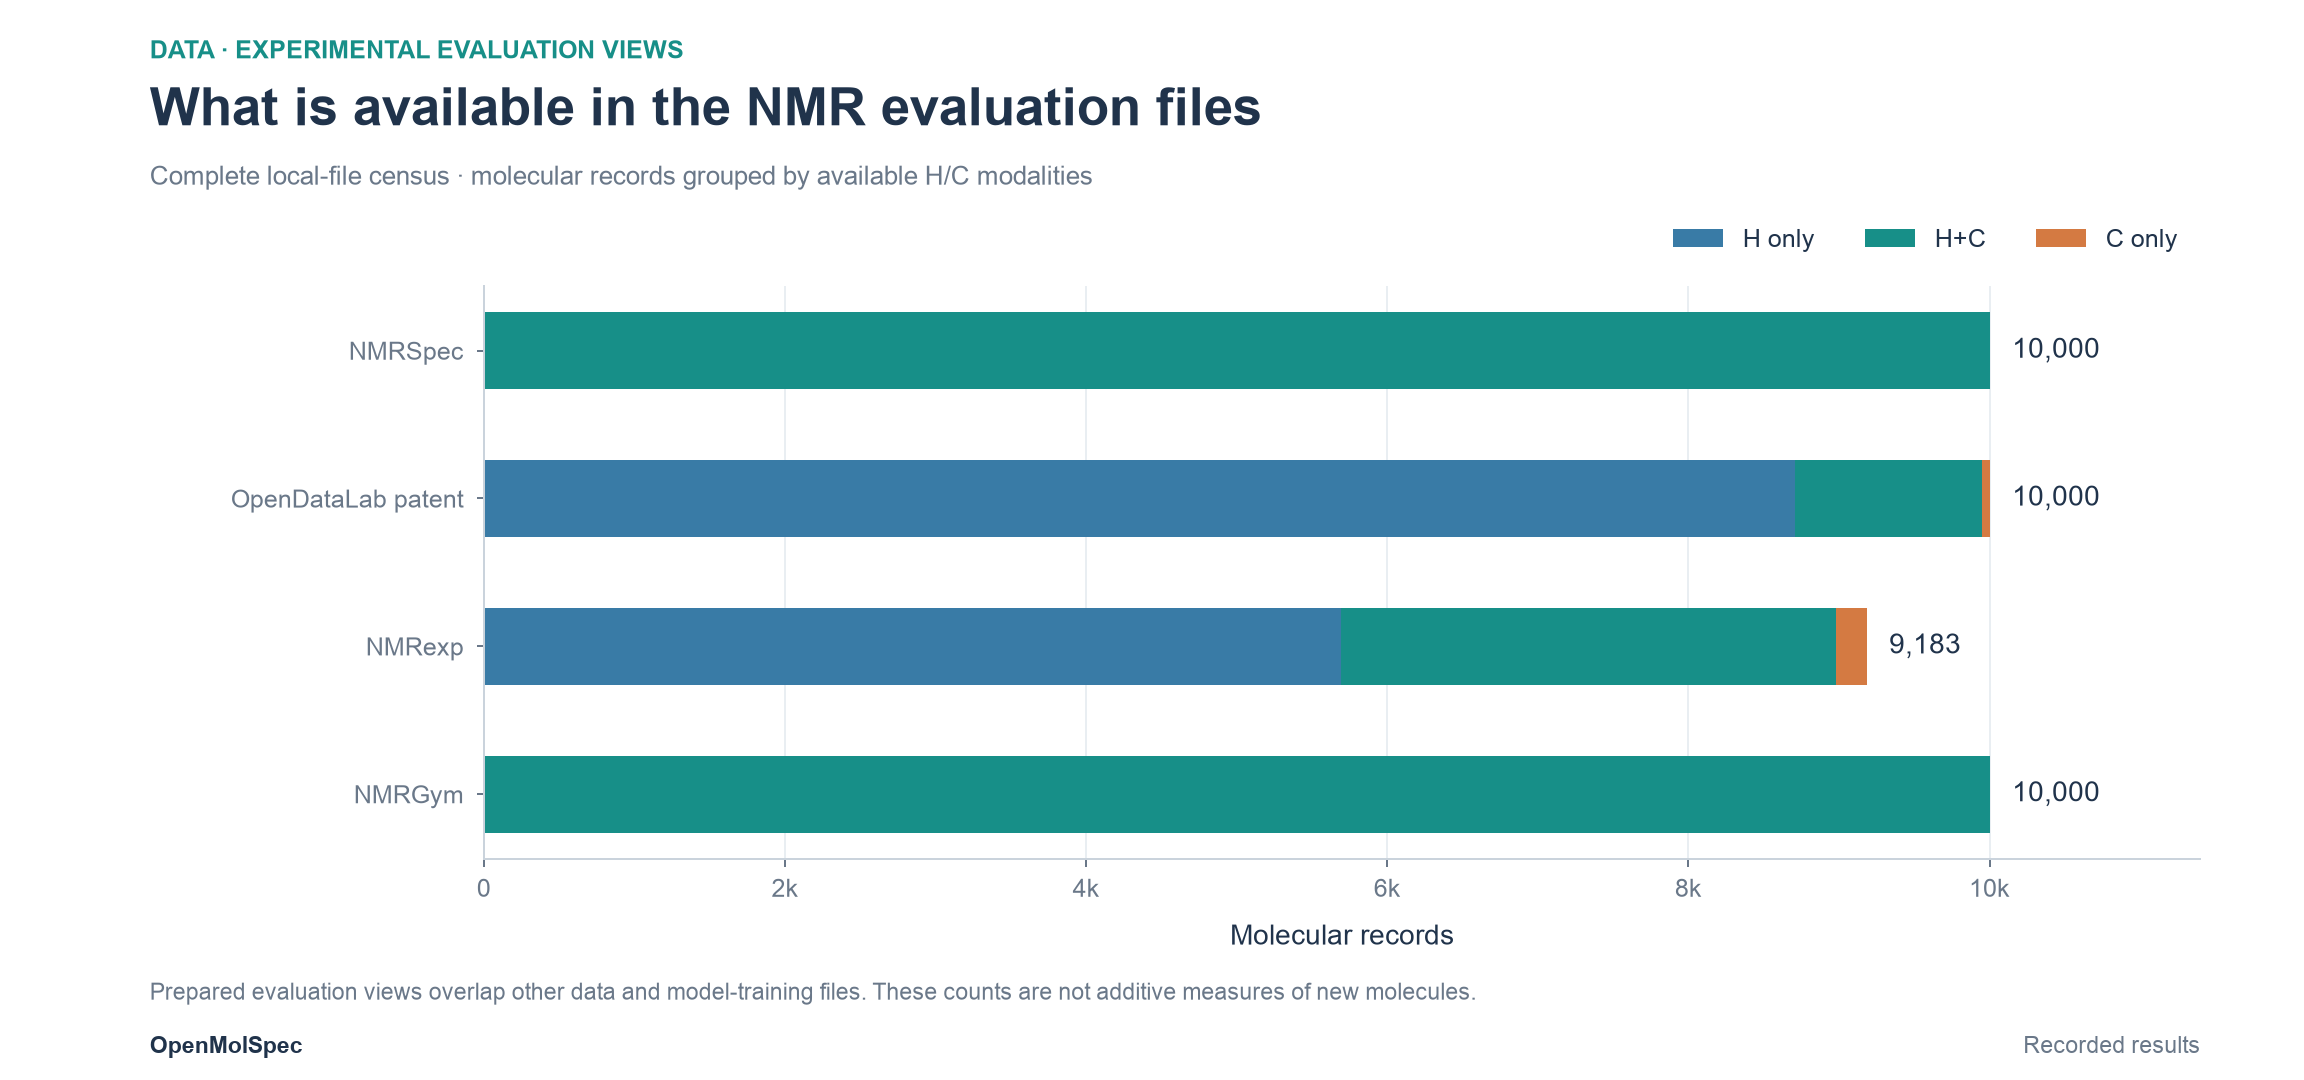 DATA · EXPERIMENTAL EVALUATION VIEWS
What is available in the NMR evaluation files
Complete local-file census · molecular records grouped by available H/C modalities
H only
H+C
C only
NMRSpec
10,000
OpenDataLab patent
10,000
NMRexp
9,183
NMRGym
10,000
0
2k
4k
6k
8k
10k
Molecular records
Prepared evaluation views overlap other data and model-training files. These counts are not additive measures of new molecules.
OpenMolSpec
Recorded results